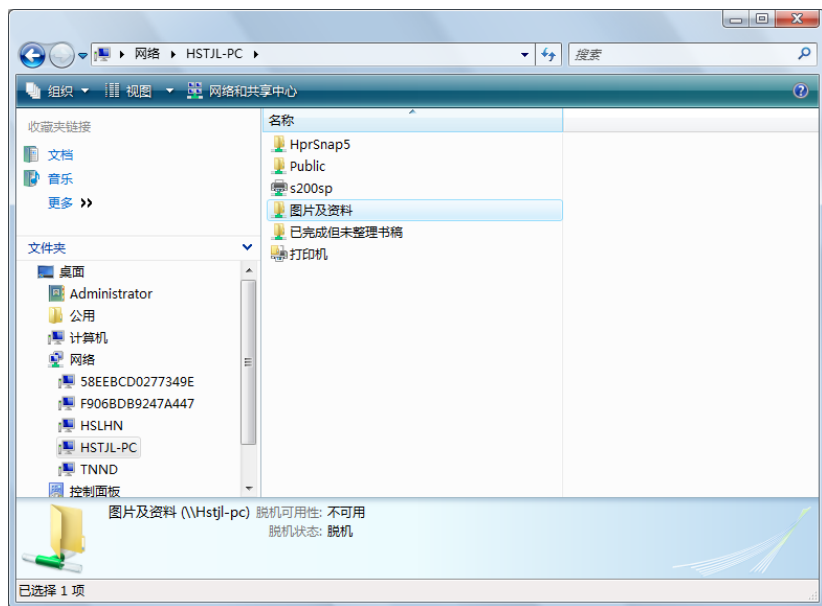 网络 HSTJL-PC
搜索
组织 视图 网络和共享中心
收藏夹链接
文档
音乐
更多 »
文件夹
桌面
Administrator
公用
计算机
网络
58EEBCD0277349E
F906BDB9247A447
HSLHN
HSTJL-PC
TNND
控制面板
名称
HprSnap5
Public
s200sp
图片及资料
已完成但未整理书稿
打印机
图片及资料 (\\Hstjl-pc) 脱机可用性: 不可用
脱机状态: 脱机
已选择 1 项